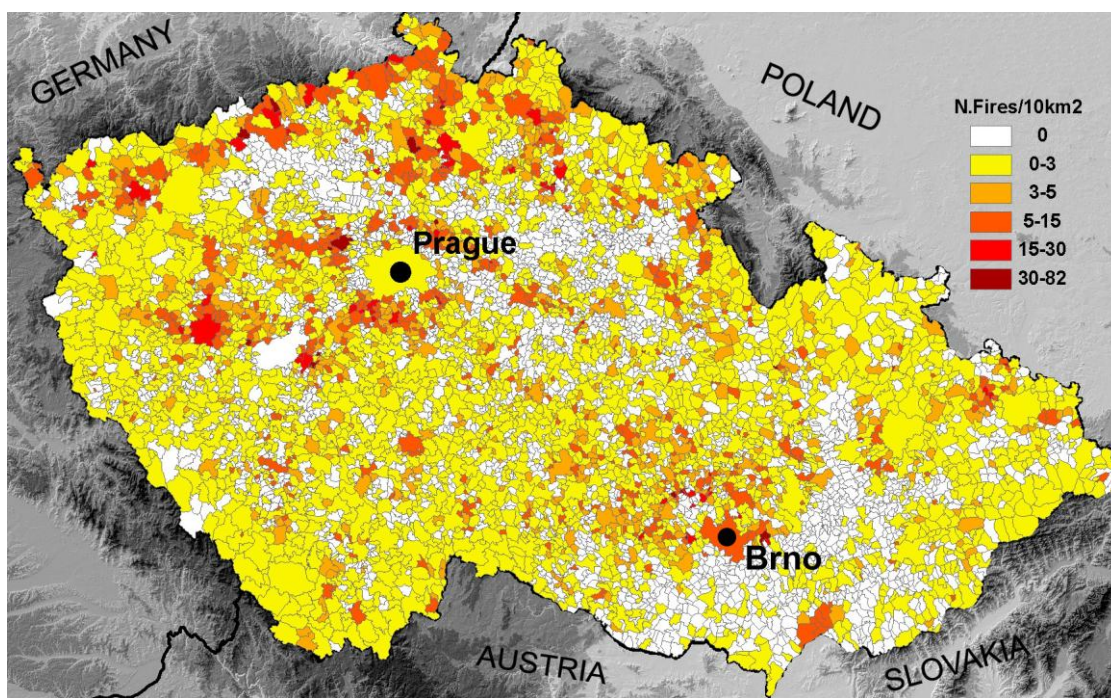 GERMANY
POLAND
N.Fires/10km2
0
0-3
3-5
5-15
15-30
30-82
Prague
Brno
AUSTRIA
SLOVAKIA